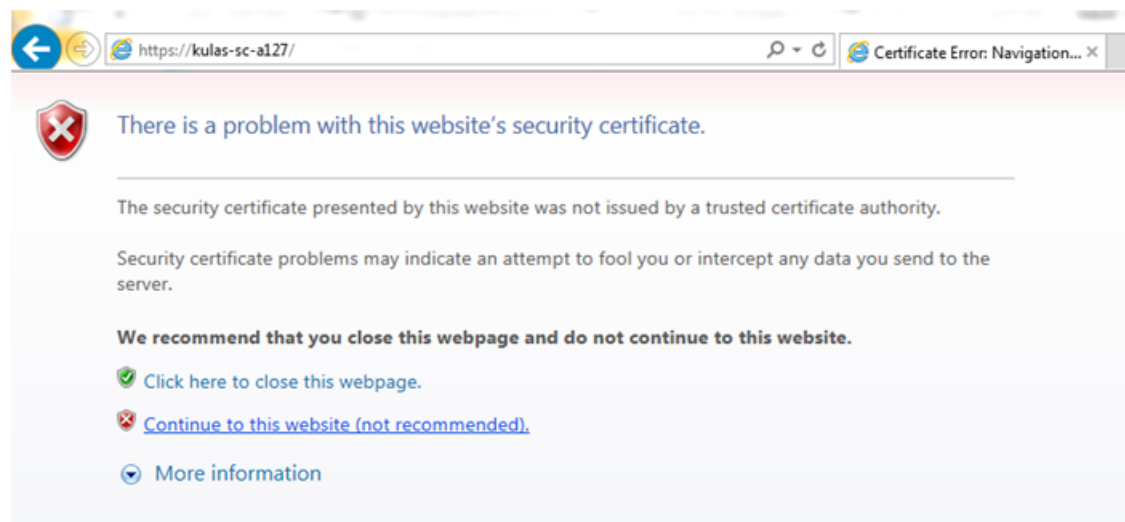 https://kulas-sc-a127/
Certificate Error: Navigation...
There is a problem with this website's security certificate.
The security certificate presented by this website was not issued by a trusted certificate authority.
Security certificate problems may indicate an attempt to fool you or intercept any data you send to the
server.
We recommend that you close this webpage and do not continue to this website.
Click here to close this webpage.
Continue to this website (not recommended).
More information